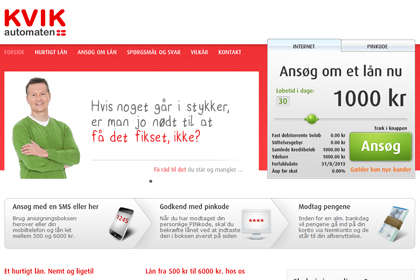 KVIK
automaten
FORSIDE HURTIGT LÅN ANSØG OM LÅN SPØRGSMÅL OG SVAR VILKÅR KONTAKT
INTERNET PINKODE
Ansøg om et lån nu
Løbetid i dage:
30 1000 kr
træk i knappen
Fast debitorrente beløb 0.00 kr
Stiftelsesgebyr 0.00 kr
Samlede kreditbeløb 1000.00 kr
Ydelsen 1000.00 kr
Forfaldsdato 31/8/2013
Åop for skat 0.00%
Ansøg
Gælder kun nye kunder
Hvis noget går i stykker,
er man jo nødt til at
få det fikset, ikke?
Få råd til det du står og mangler ...
Ansøg med en SMS eller her
Brug ansøgningsboksen
herover eller din
mobiltelefon og lån let
mellem 500 og 6000 kr.
1245
Godkend med pinkode
Når du har modtaget din
personlige PINkode, skal du
bekræfte lånet ved at indtaste
den i boksen øverst på siden
Modtag pengene
Inden for en alm. bankdag
vil pengene gå ind på din
konto via NemKonto og de
står til din afbenyttelse.
Et hurtigt lån. Nemt og ligetil
Lån fra 500 kr til 6000 kr. hos os